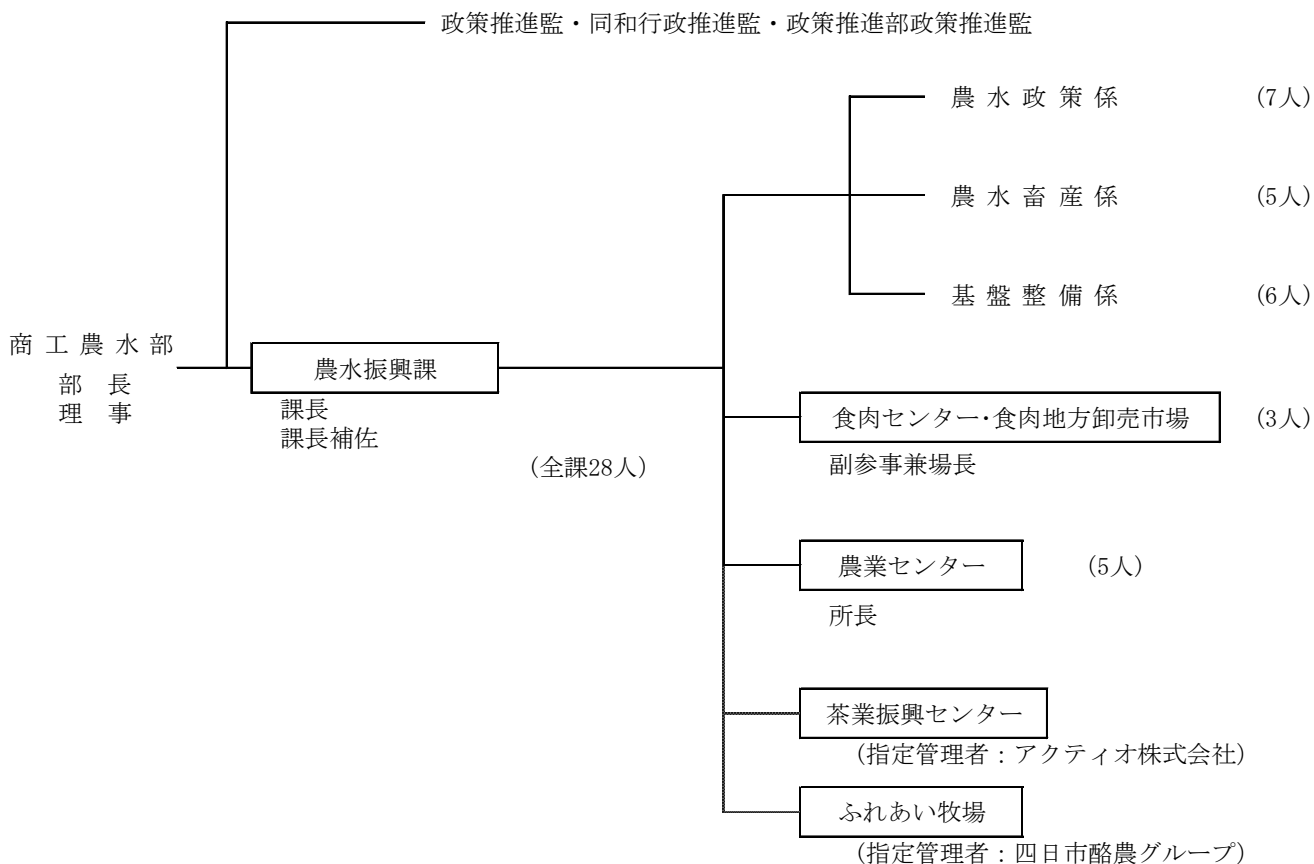 政策推進監・同和行政推進監・政策推進部政策推進監
農水政策係 (7人)
農水畜産係 (5人)
基盤整備係 (6人)
商工農水部
部長
理事
農水振興課
課長
課長補佐
(全課28人)
食肉センター・食肉地方卸売市場 (3人)
副参事兼場長
農業センター (5人)
所長
茶業振興センター
(指定管理者：アクティオ株式会社)
ふれあい牧場
(指定管理者：四日市酪農グループ)